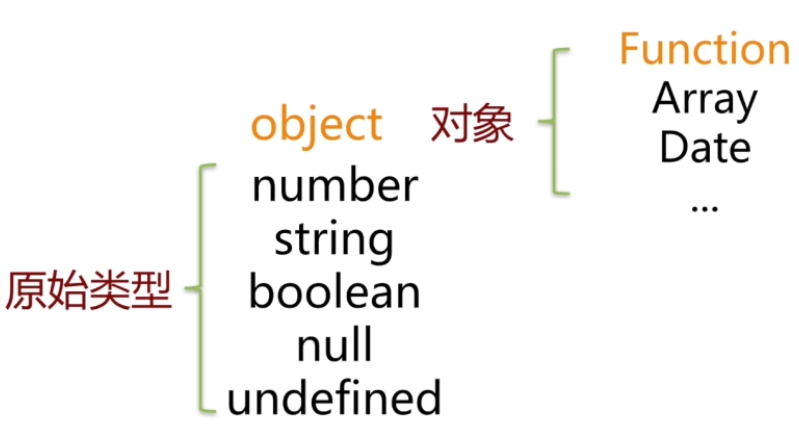 object 对象
Function
Array
Date
...
原始类型
number
string
boolean
null
undefined